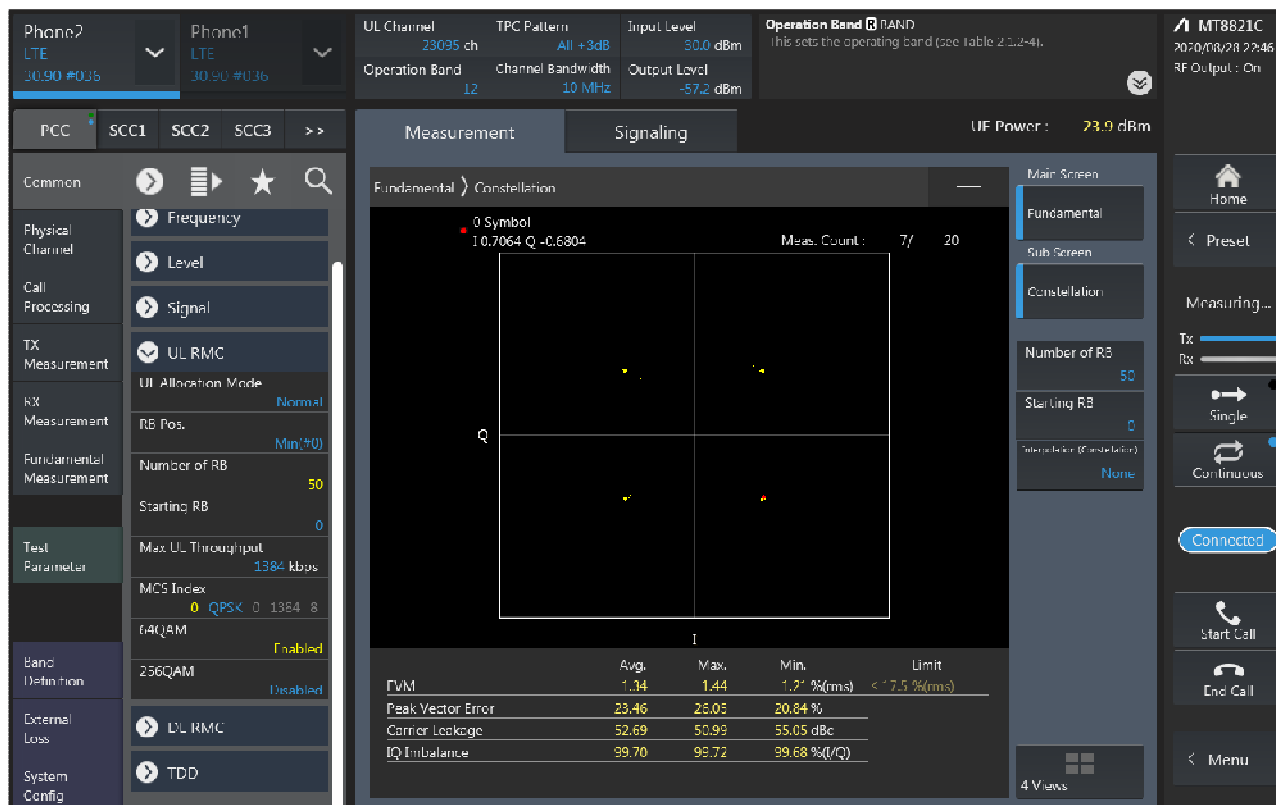 Phone2
LTE
30.90 #036
Phone1
LTE
30.90 #036
UL Channel
23095 ch
TPC Pattern
All +3dB
Input Level
30.0 dBm
Operation Band
12
Channel Bandwidth
10 MHz
Output Level
-57.2 dBm
Operation Band R BAND
This sets the operating band (see Table 2.1.2-4).
MT8821C
2020/08/28 22:46
RF Output : On
PCC
SCC1
SCC2
SCC3
>>
Measurement
Signaling
UE Power : 23.9 dBm
Common
Physical
Channel
Call
Processing
TX
Measurement
RX
Measurement
Fundamental
Measurement
Test
Parameter
Band
Definition
External
Loss
System
Config
Frequency
Level
Signal
UL RMC
UL Allocation Mode
Normal
RB Pos.
Min(#0)
Number of RB
50
Starting RB
0
Max UL Throughput
1384 kbps
MCS Index
0 QPSK 0 1384 8
64QAM
Enabled
256QAM
Disabled
DL RMC
TDD
Fundamental 〉 Constellation
0 Symbol
I 0.7064 Q -0.6804
Meas. Count : 7/ 20
Q
I
Avg. Max. Min. Limit
EVM 1.34 1.44 1.21 %(rms) < 17.5 %(rms)
Peak Vector Error 23.46 26.05 20.84 %
Carrier Leakage 52.69 50.99 55.05 dBc
IQ Imbalance 99.70 99.72 99.68 %(I/Q)
Main Screen
Fundamental
Sub Screen
Constellation
Number of RB
50
Starting RB
0
Interpolation (Constellation)
None
4 Views
Home
< Preset
Measuring...
Tx
Rx
Single
Continuous
Connected
Start Call
End Call
< Menu